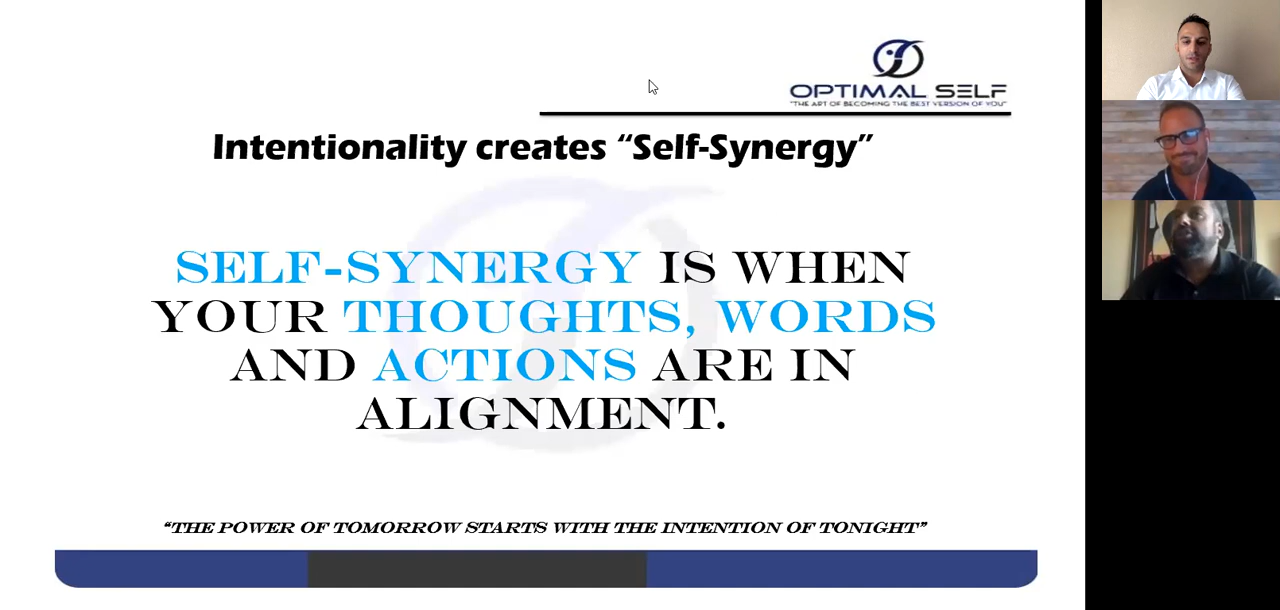 OPTIMAL SELF
"THE ART OF BECOMING THE BEST VERSION OF YOU"
Intentionality creates “Self-Synergy”
SELF-SYNERGY IS WHEN
YOUR THOUGHTS, WORDS
AND ACTIONS ARE IN
ALIGNMENT.
“THE POWER OF TOMORROW STARTS WITH THE INTENTION OF TONIGHT”